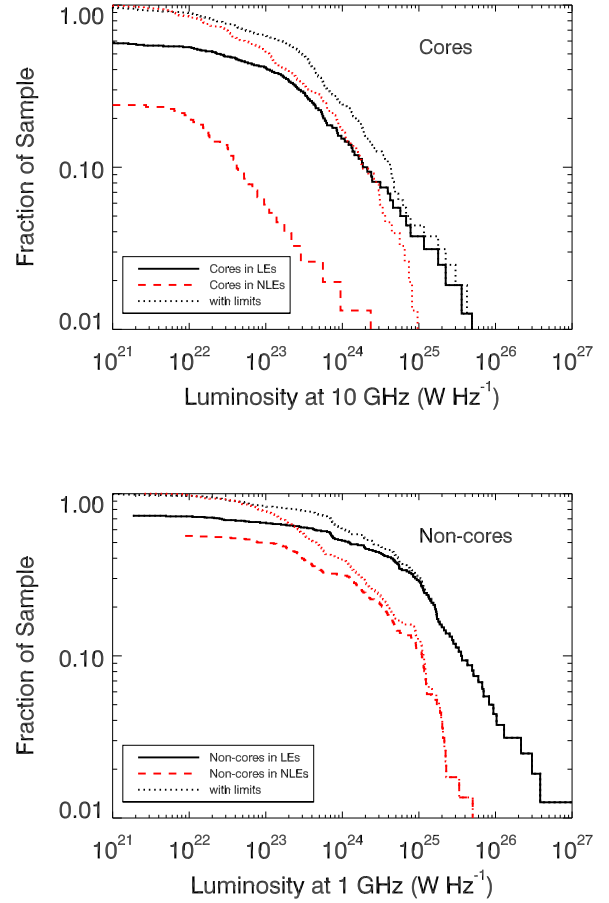 Cores
1.00
0.10
0.01
Fraction of Sample
Cores in LEs
Cores in NLEs
with limits
10^21 10^22 10^23 10^24 10^25 10^26 10^27
Luminosity at 10 GHz (W Hz^-1)
Non-cores
1.00
0.10
0.01
Fraction of Sample
Non-cores in LEs
Non-cores in NLEs
with limits
10^21 10^22 10^23 10^24 10^25 10^26 10^27
Luminosity at 1 GHz (W Hz^-1)